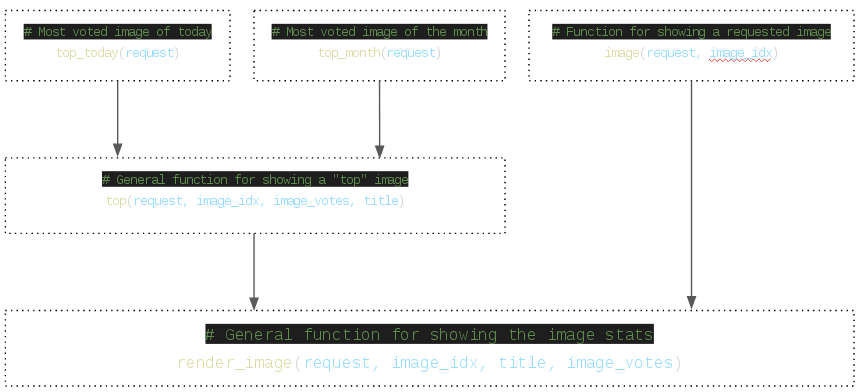 # Most voted image of today
top_today(request)
# Most voted image of the month
top_month(request)
# Function for showing a requested image
image(request, image_idx)
# General function for showing a "top" image
top(request, image_idx, image_votes, title)
# General function for showing the image stats
render_image(request, image_idx, title, image_votes)